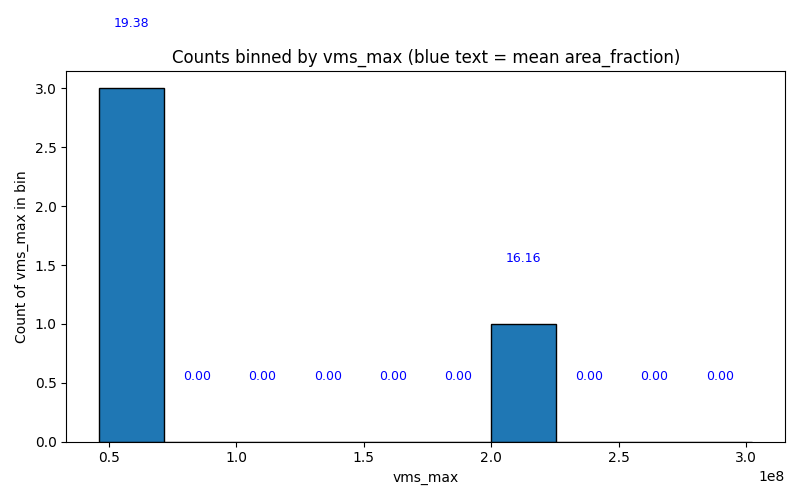 19.38
Counts binned by vms_max (blue text = mean area_fraction)
3.0
2.5
2.0
1.5
1.0
0.5
0.0
Count of vms_max in bin
16.16
0.00 0.00 0.00 0.00 0.00 0.00 0.00 0.00
0.5 1.0 1.5 2.0 2.5 3.0
1e8
vms_max